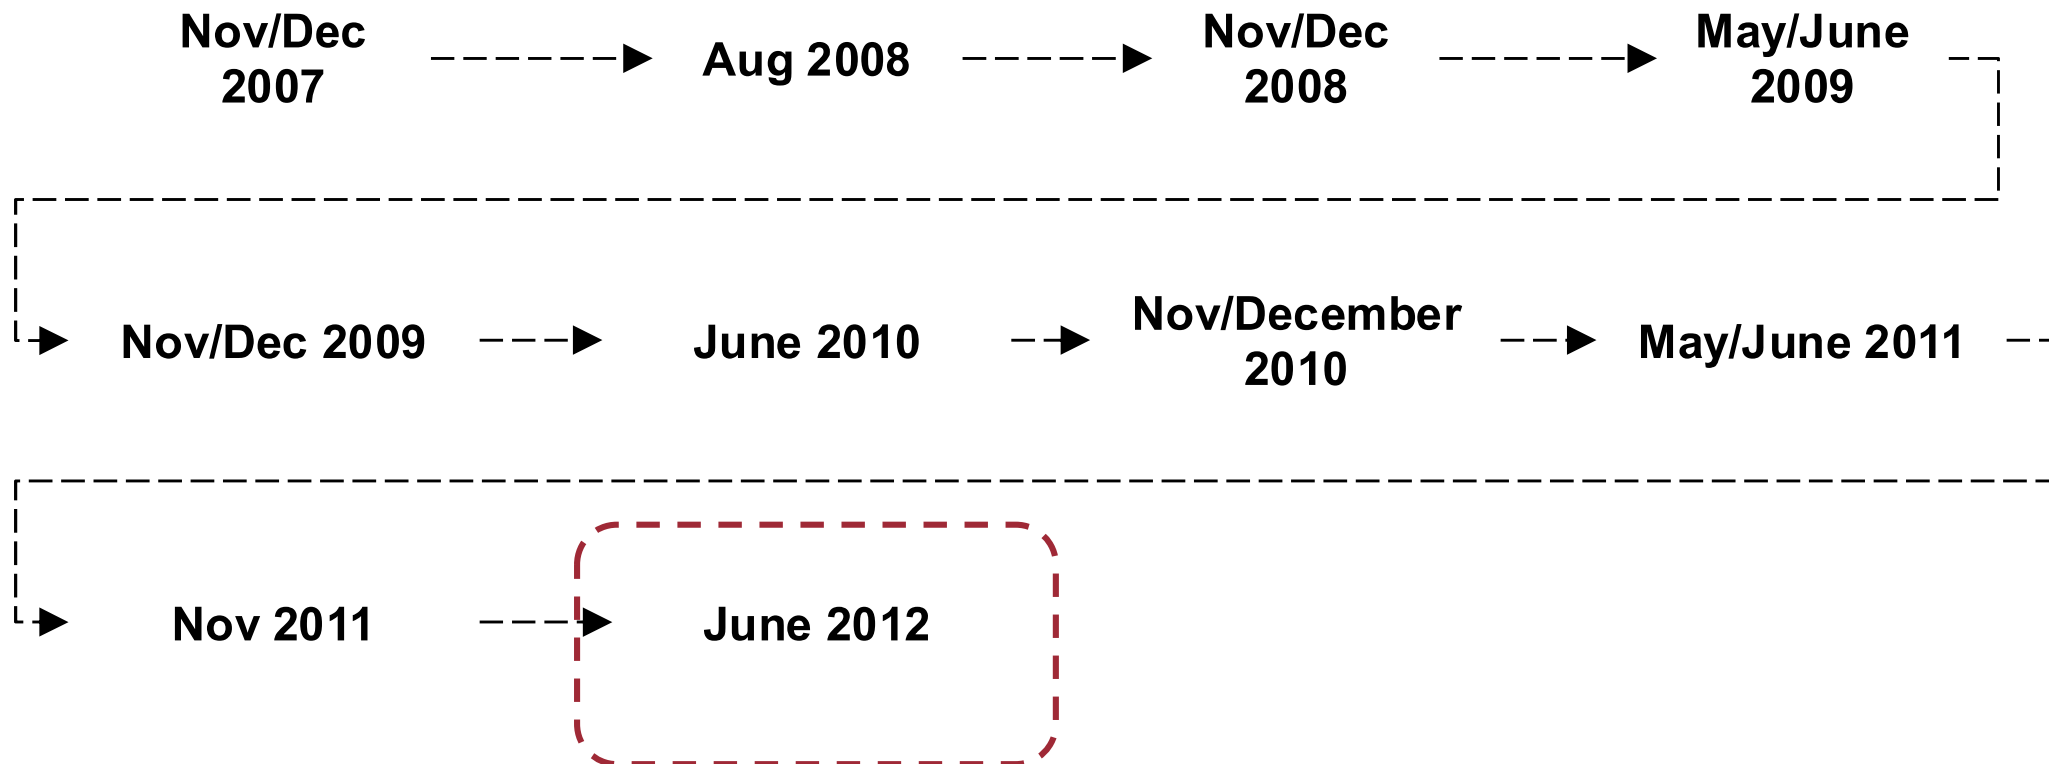 Nov/Dec
2007
Aug 2008
Nov/Dec
2008
May/June
2009
Nov/Dec 2009
June 2010
Nov/December
2010
May/June 2011
Nov 2011
June 2012